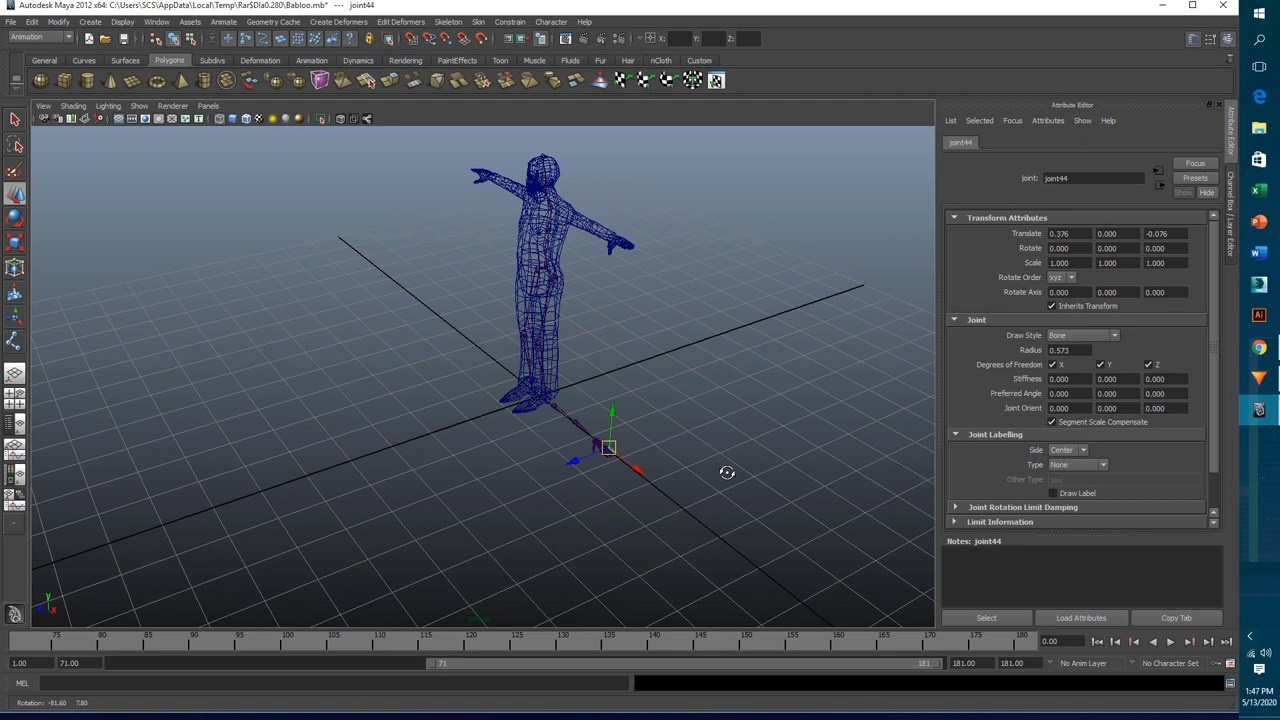 Autodesk Maya 2012 x64: C:\Users\SCS\AppData\Local\Temp\Rar$DIa0.280\Babloo.mb* --- joint44
File Edit Modify Create Display Window Assets Animate Geometry Cache Create Deformers Edit Deformers Skeleton Skin Constrain Character Help
Animation X: Y: Z:
General Curves Surfaces Polygons Subdivs Deformation Animation Dynamics Rendering PaintEffects Toon Muscle Fluids Fur Hair nCloth Custom
View Shading Lighting Show Renderer Panels
Attribute Editor
List Selected Focus Attributes Show Help
joint44
Focus
joint: joint44 Presets
Show Hide
Transform Attributes
Translate 0.376 0.000 -0.076
Rotate 0.000 0.000 0.000
Scale 1.000 1.000 1.000
Rotate Order xyz
Rotate Axis 0.000 0.000 0.000
Inherits Transform
Joint
Draw Style Bone
Radius 0.573
Degrees of Freedom X Y Z
Stiffness 0.000 0.000 0.000
Preferred Angle 0.000 0.000 0.000
Joint Orient 0.000 0.000 0.000
Segment Scale Compensate
Joint Labelling
Side Center
Type None
Other Type jaw
Draw Label
Joint Rotation Limit Damping
Limit Information
Notes: joint44
Select Load Attributes Copy Tab
Attribute Editor
Channel Box / Layer Editor
y
x
persp
75 80 85 90 95 100 105 110 115 120 125 130 135 140 145 150 155 160 165 170 175 180 0.00
1.00 71.00 71 181 181.00 181.00 No Anim Layer No Character Set
MEL
Rotation: -81.60 7.80
1:47 PM
5/13/2020